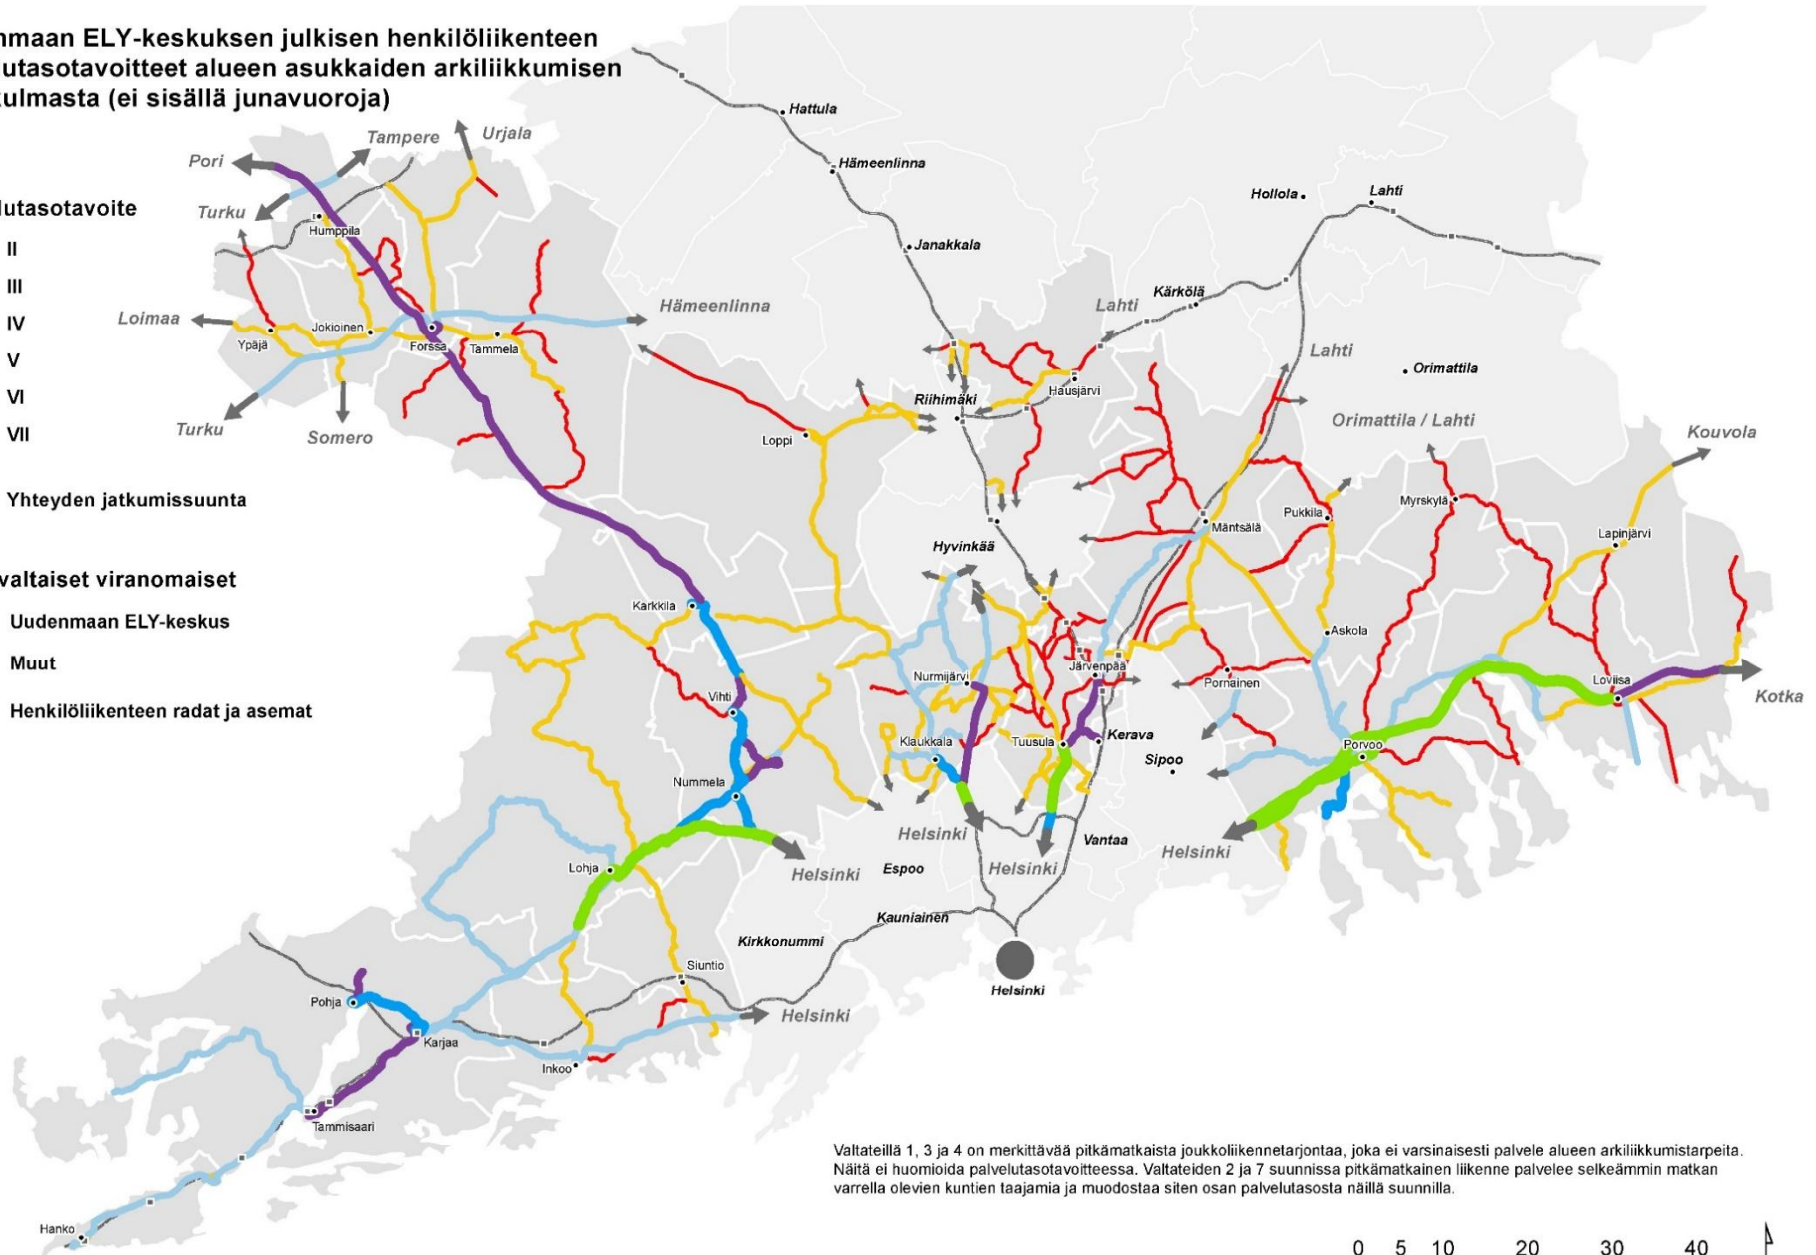 nmaan ELY-keskuksen julkisen henkilöliikenteen
utasotavoitteet alueen asukkaiden arkiliikkumisen
kulmasta (ei sisällä junavuoroja)
lutasotavoite
II
III
IV
V
VI
VII
Yhteyden jatkumissuunta
valtaiset viranomaiset
Uudenmaan ELY-keskus
Muut
Henkilöliikenteen radat ja asemat
Pori
Tampere
Urjala
Turku
Humppila
Loimaa
Ypäjä
Jokioinen
Forssa
Tammela
Hämeenlinna
Turku
Somero
Hattula
Hämeenlinna
Janakkala
Hollola
Lahti
Lahti
Kärkölä
Lahti
Orimattila
Riihimäki
Hausjärvi
Loppi
Orimattila / Lahti
Kouvola
Myrskylä
Pukkila
Mäntsälä
Lapinjärvi
Hyvinkää
Karkkila
Askola
Järvenpää
Nurmijärvi
Pornainen
Loviisa
Kotka
Vihti
Klaukkala
Tuusula
Kerava
Sipoo
Porvoo
Nummela
Helsinki
Vantaa
Helsinki
Helsinki
Lohja
Helsinki
Espoo
Kauniainen
Kirkkonummi
Siuntio
Helsinki
Helsinki
Pohja
Karjaa
Inkoo
Tammisaari
Hanko
Valtateillä 1, 3 ja 4 on merkittävää pitkämatkaista joukkoliikennetarjontaa, joka ei varsinaisesti palvele alueen arkiliikkumistarpeita.
Näitä ei huomioida palvelutasotavoitteessa. Valtateiden 2 ja 7 suunnissa pitkämatkainen liikenne palvelee selkeämmin matkan
varrella olevien kuntien taajamia ja muodostaa siten osan palvelutasosta näillä suunnilla.
0 5 10 20 30 40